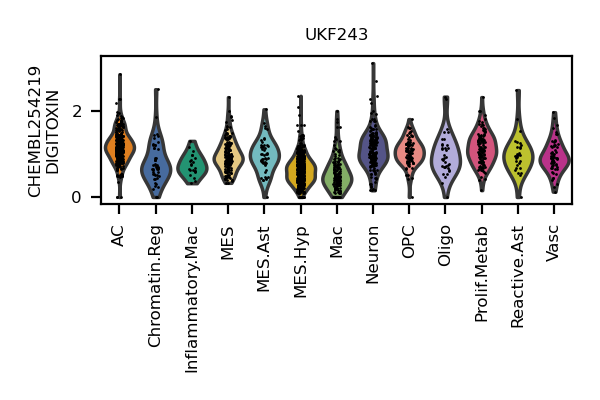 UKF243
CHEMBL254219
DIGITOXIN
2
0
AC
Chromatin.Reg
Inflammatory.Mac
MES
MES.Ast
MES.Hyp
Mac
Neuron
OPC
Oligo
Prolif.Metab
Reactive.Ast
Vasc